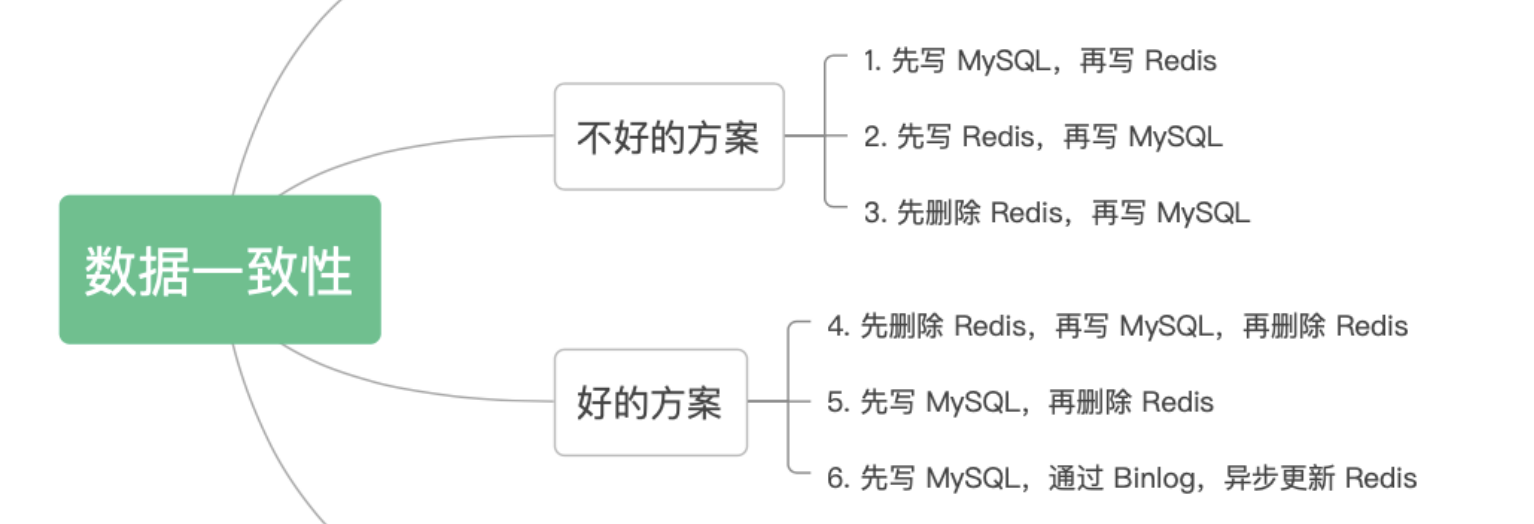 数据一致性
不好的方案
1. 先写 MySQL，再写 Redis
2. 先写 Redis，再写 MySQL
3. 先删除 Redis，再写 MySQL
好的方案
4. 先删除 Redis，再写 MySQL，再删除 Redis
5. 先写 MySQL，再删除 Redis
6. 先写 MySQL，通过 Binlog，异步更新 Redis